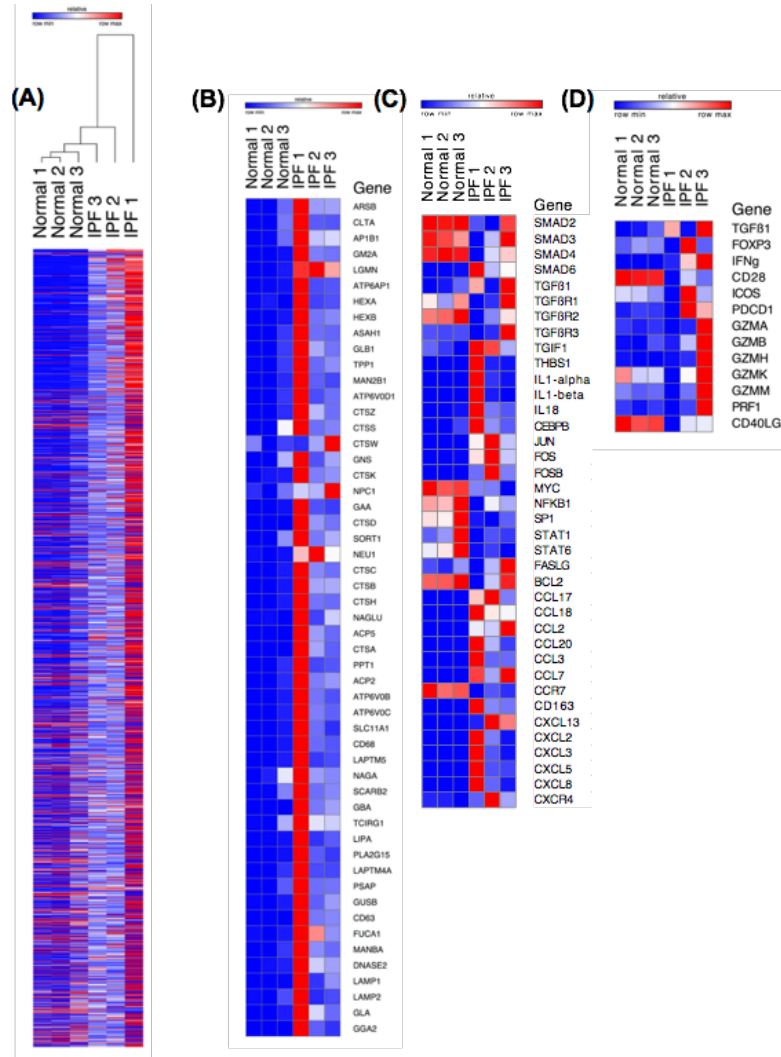 relative
row min row max
(A)
Normal 1
Normal 2
Normal 3
IPF 3
IPF 2
IPF 1
(B)
relative
row min row max
Normal 1
Normal 2
Normal 3
IPF 1
IPF 2
IPF 3
Gene
ARSB
CLTA
AP1B1
GM2A
LGMN
ATP6AP1
HEXA
HEXB
ASAH1
GLB1
TPP1
MAN2B1
ATP6V0D1
CTSZ
CTSS
CTSW
GNS
CTSK
NPC1
GAA
CTSD
SORT1
NEU1
CTSC
CTSB
CTSH
NAGLU
ACP5
CTSA
PPT1
ACP2
ATP6V0B
ATP6V0C
SLC11A1
CD68
LAPTM5
NAGA
SCARB2
GBA
TCIRG1
LIPA
PLA2G15
LAPTM4A
PSAP
GUSB
CD63
FUCA1
MANBA
DNASE2
LAMP1
LAMP2
GLA
GGA2
(C)
relative
row min row max
Normal 1
Normal 2
Normal 3
IPF 1
IPF 2
IPF 3
Gene
SMAD2
SMAD3
SMAD4
SMAD6
TGFß1
TGFßR1
TGFßR2
TGFßR3
TGIF1
THBS1
IL1-alpha
IL1-beta
IL18
CEBPB
JUN
FOS
FOSB
MYC
NFKB1
SP1
STAT1
STAT6
FASLG
BCL2
CCL17
CCL18
CCL2
CCL20
CCL3
CCL7
CCR7
CD163
CXCL13
CXCL2
CXCL3
CXCL5
CXCL8
CXCR4
(D)
relative
row min row max
Normal 1
Normal 2
Normal 3
IPF 1
IPF 2
IPF 3
Gene
TGFß1
FOXP3
IFNg
CD28
ICOS
PDCD1
GZMA
GZMB
GZMH
GZMK
GZMM
PRF1
CD40LG